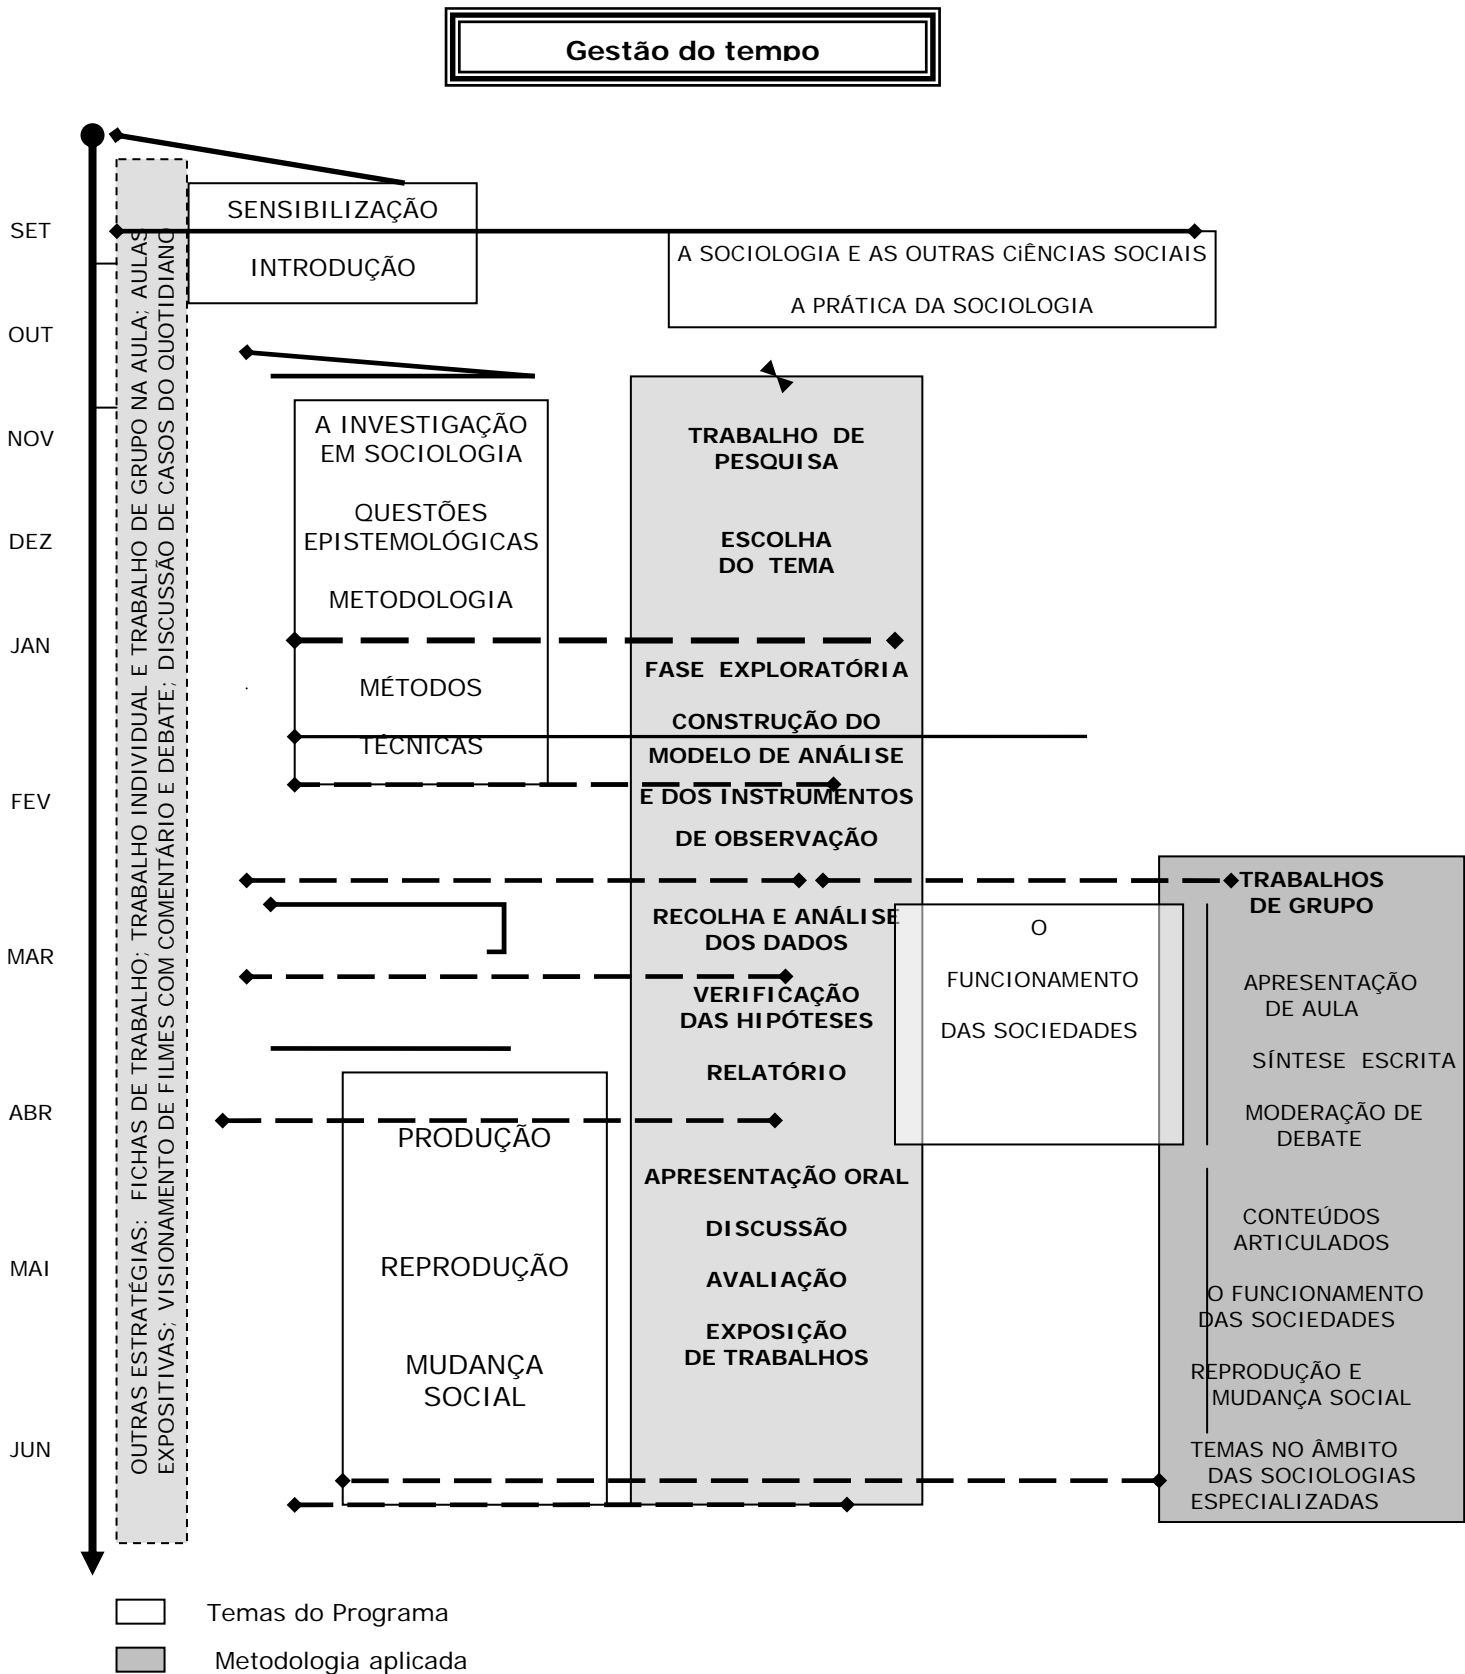 Gestão do tempo
SET
OUT
NOV
DEZ
JAN
FEV
MAR
ABR
MAI
JUN
OUTRAS ESTRATÉGIAS: FICHAS DE TRABALHO; TRABALHO INDIVIDUAL E TRABALHO DE GRUPO NA AULA; AULAS
EXPOSITIVAS; VISIONAMENTO DE FILMES COM COMENTÁRIO E DEBATE; DISCUSSÃO DE CASOS DO QUOTIDIANO
SENSIBILIZAÇÃO
INTRODUÇÃO
A SOCIOLOGIA E AS OUTRAS CiÊNCIAS SOCIAIS
A PRÁTICA DA SOCIOLOGIA
A INVESTIGAÇÃO
EM SOCIOLOGIA
QUESTÕES
EPISTEMOLÓGICAS
METODOLOGIA
MÉTODOS
TÉCNICAS
TRABALHO DE
PESQUISA
ESCOLHA
DO TEMA
FASE EXPLORATÓRIA
CONSTRUÇÃO DO
MODELO DE ANÁLISE
E DOS INSTRUMENTOS
DE OBSERVAÇÃO
RECOLHA E ANÁLISE
DOS DADOS
VERIFICAÇÃO
DAS HIPÓTESES
RELATÓRIO
APRESENTAÇÃO ORAL
DISCUSSÃO
AVALIAÇÃO
EXPOSIÇÃO
DE TRABALHOS
O
FUNCIONAMENTO
DAS SOCIEDADES
PRODUÇÃO
REPRODUÇÃO
MUDANÇA
SOCIAL
TRABALHOS
DE GRUPO
APRESENTAÇÃO
DE AULA
SÍNTESE ESCRITA
MODERAÇÃO DE
DEBATE
CONTEÚDOS
ARTICULADOS
O FUNCIONAMENTO
DAS SOCIEDADES
REPRODUÇÃO E
MUDANÇA SOCIAL
TEMAS NO ÂMBITO
DAS SOCIOLOGIAS
ESPECIALIZADAS
Temas do Programa
Metodologia aplicada